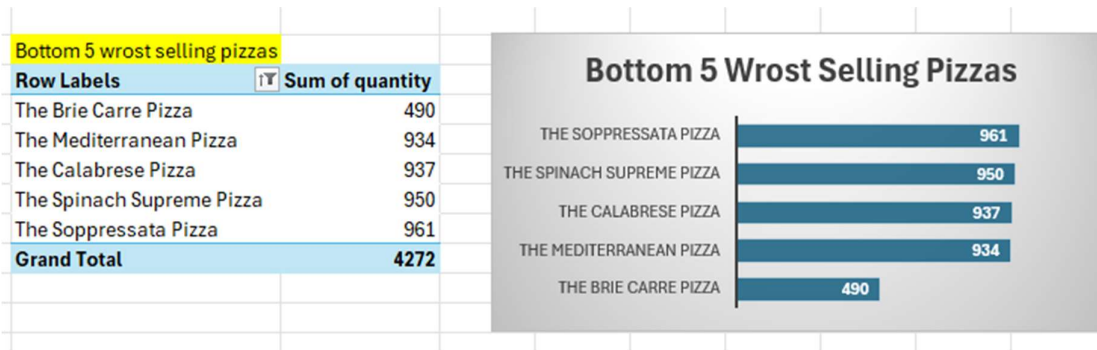 Bottom 5 wrost selling pizzas
Row Labels Sum of quantity
The Brie Carre Pizza 490
The Mediterranean Pizza 934
The Calabrese Pizza 937
The Spinach Supreme Pizza 950
The Soppressata Pizza 961
Grand Total 4272
Bottom 5 Wrost Selling Pizzas
THE SOPPRESSATA PIZZA 961
THE SPINACH SUPREME PIZZA 950
THE CALABRESE PIZZA 937
THE MEDITERRANEAN PIZZA 934
THE BRIE CARRE PIZZA 490